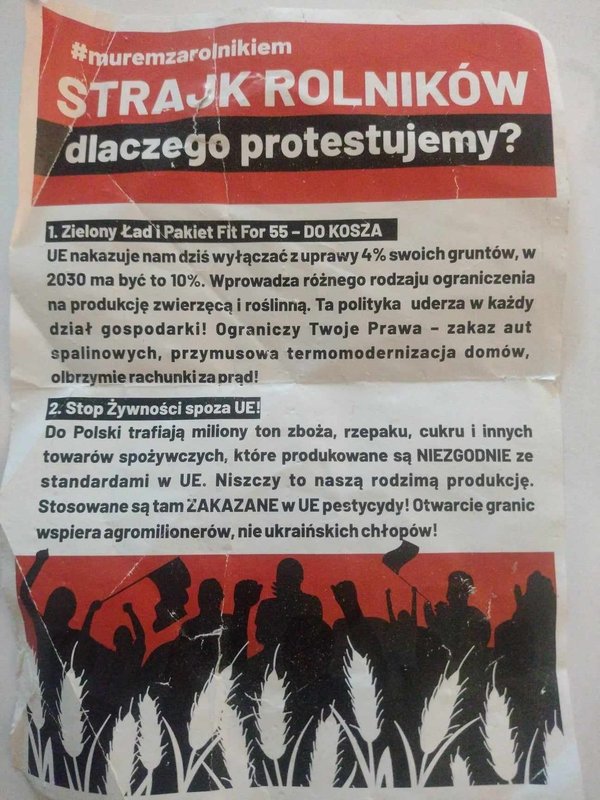 #muremzarolnikiem
STRAJK ROLNIKÓW
dlaczego protestujemy?
1. Zielony Ład i Pakiet Fit For 55 – DO KOSZA
UE nakazuje nam dziś wyłączać z uprawy 4% swoich gruntów, w
2030 ma być to 10%. Wprowadza różnego rodzaju ograniczenia
na produkcję zwierzęcą i roślinną. Ta polityka uderza w każdy
dział gospodarki! Ograniczy Twoje Prawa – zakaz aut
spalinowych, przymusowa termomodernizacja domów,
olbrzymie rachunki za prąd!
2. Stop Żywności spoza UE!
Do Polski trafiają miliony ton zboża, rzepaku, cukru i innych
towarów spożywczych, które produkowane są NIEZGODNIE ze
standardami w UE. Niszczy to naszą rodzimą produkcję.
Stosowane są tam ZAKAZANE w UE pestycydy! Otwarcie granic
wspiera agromilionerów, nie ukraińskich chłopów!